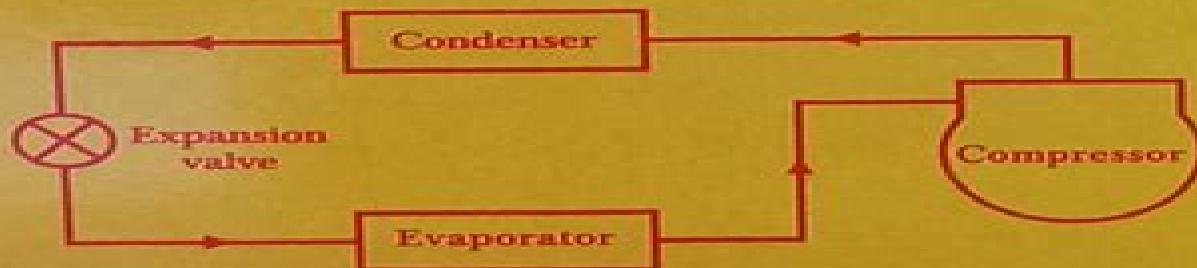 Condenser
Expansion
valve
Compressor
Evaporator